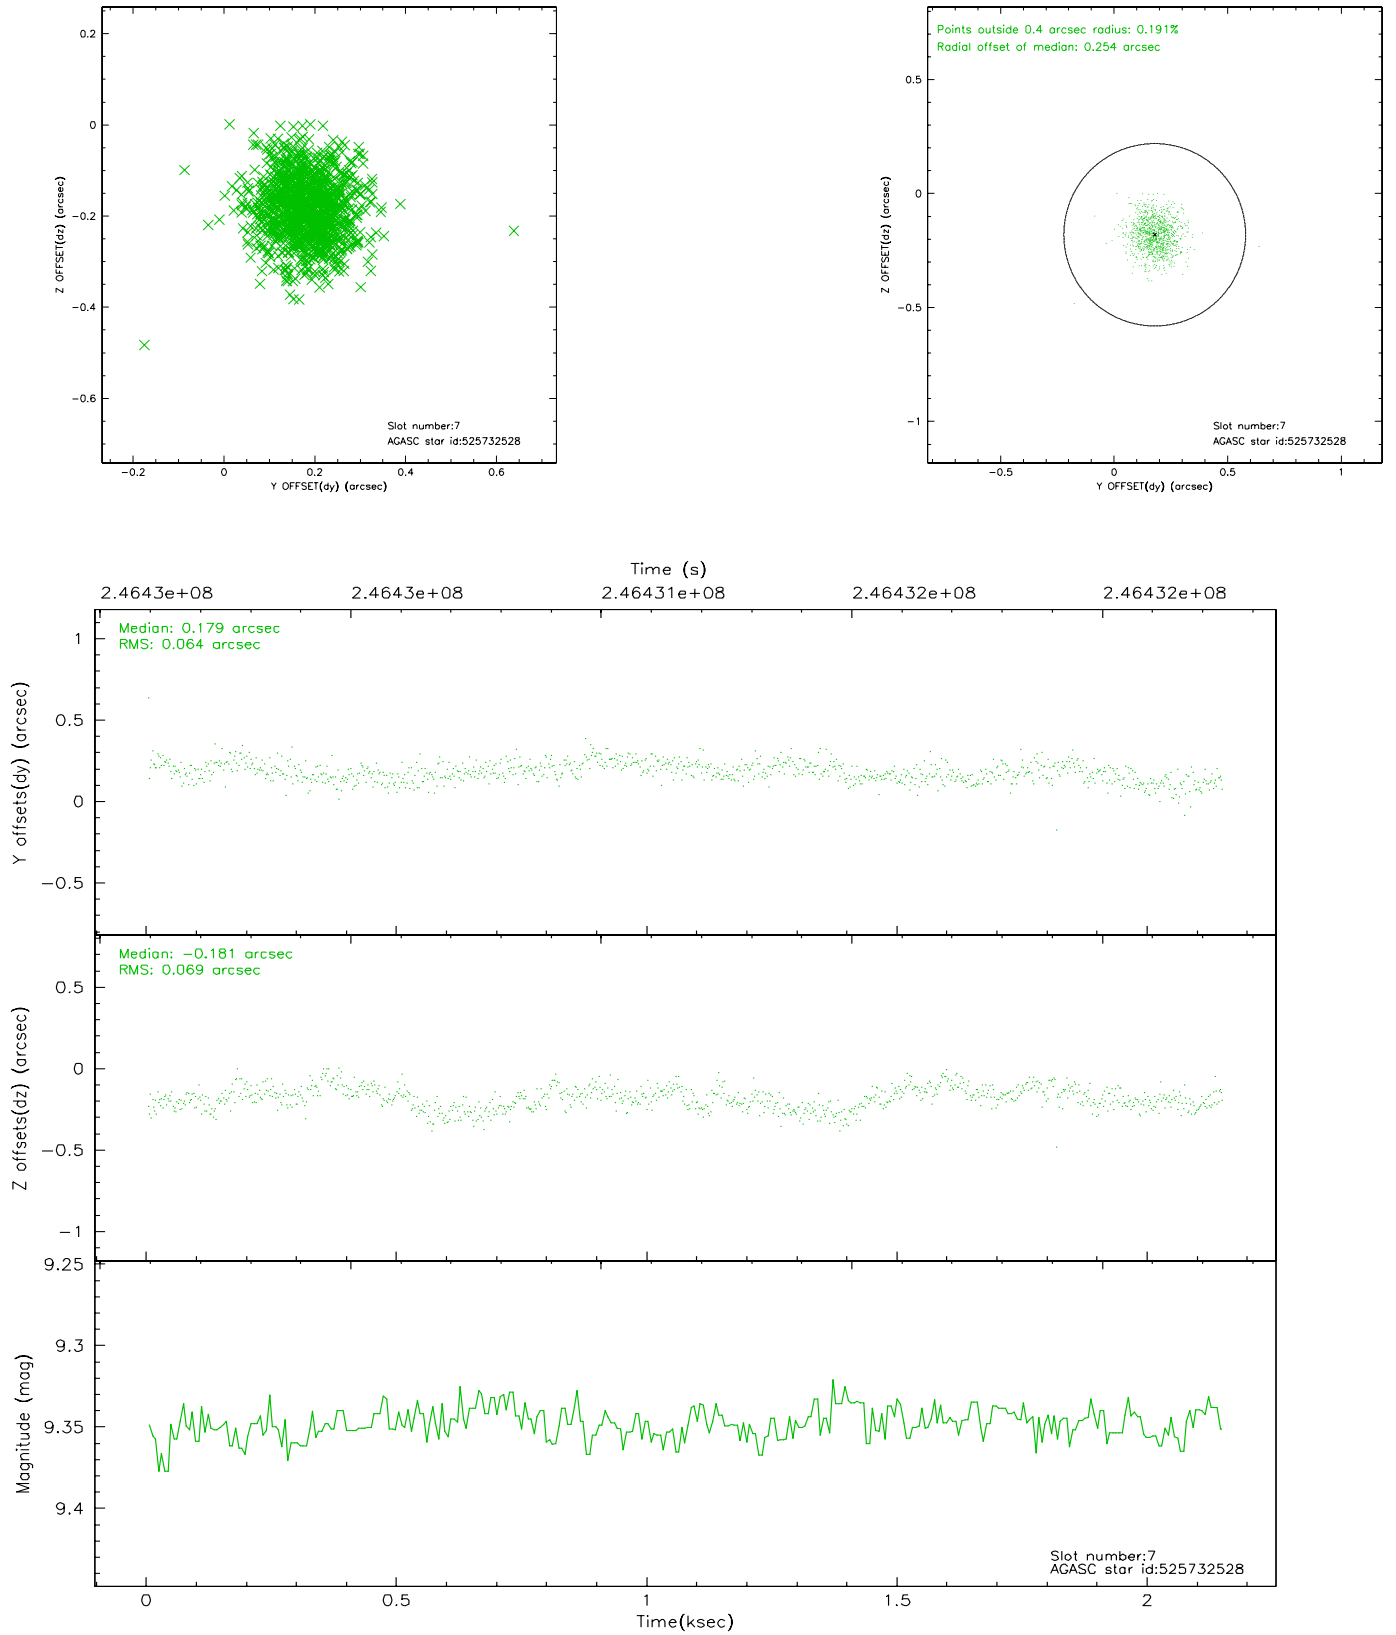 0.2
0
−0.2
−0.4
−0.6
Z OFFSET(dz) (arcsec)
Slot number:7
AGASC star id:525732528
−0.2
0
0.2
0.4
0.6
Y OFFSET(dy) (arcsec)
Points outside 0.4 arcsec radius: 0.191%
Radial offset of median: 0.254 arcsec
0.5
0
−0.5
−1
Z OFFSET(dz) (arcsec)
Slot number:7
AGASC star id:525732528
−0.5
0
0.5
1
Y OFFSET(dy) (arcsec)
Time (s)
2.4643e+08
2.4643e+08
2.46431e+08
2.46432e+08
2.46432e+08
Median: 0.179 arcsec
RMS: 0.064 arcsec
1
0.5
0
−0.5
Y offsets(dy) (arcsec)
Median: −0.181 arcsec
RMS: 0.069 arcsec
0.5
0
−0.5
−1
Z offsets(dz) (arcsec)
9.25
9.3
9.35
9.4
Magnitude (mag)
Slot number:7
AGASC star id:525732528
0
0.5
1
1.5
2
Time(ksec)